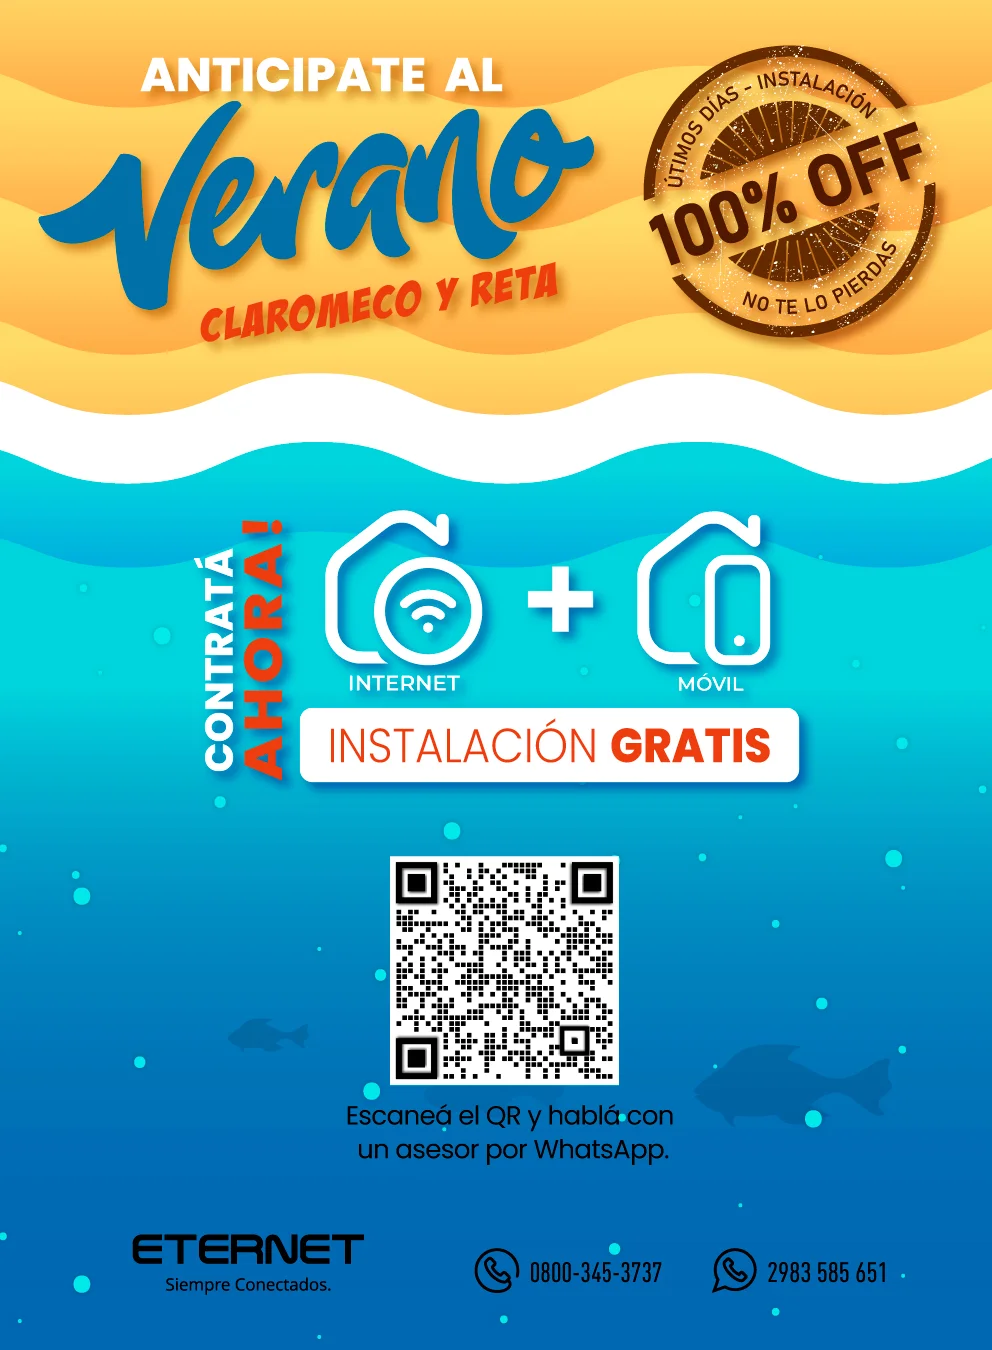 ANTICIPATE AL
Verano
CLAROMECO Y RETA
ÚTIMOS DÍAS - INSTALACIÓN
100% OFF
NO TE LO PIERDAS
CONTRATÁ
AHORA!
INTERNET
+
MÓVIL
INSTALACIÓN GRATIS
Escaneá el QR y hablá con
un asesor por WhatsApp.
ETERNET
Siempre Conectados.
0800-345-3737
2983 585 651